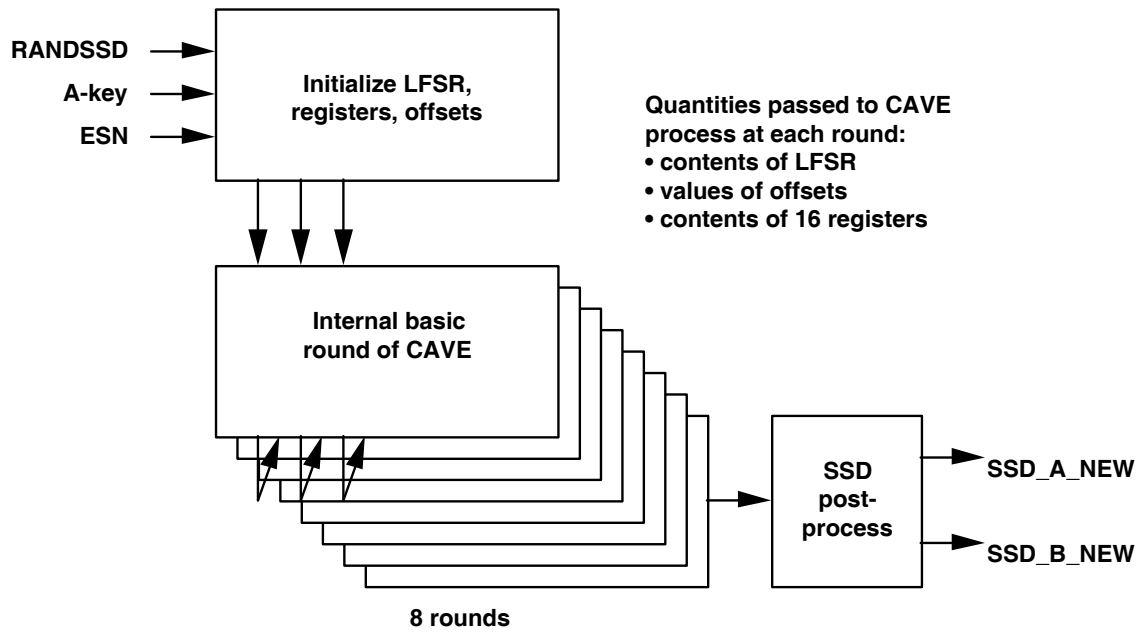 RANDSSD
A-key
ESN
Initialize LFSR,
registers, offsets
Quantities passed to CAVE
process at each round:
• contents of LFSR
• values of offsets
• contents of 16 registers
Internal basic
round of CAVE
8 rounds
SSD
post-
process
SSD_A_NEW
SSD_B_NEW